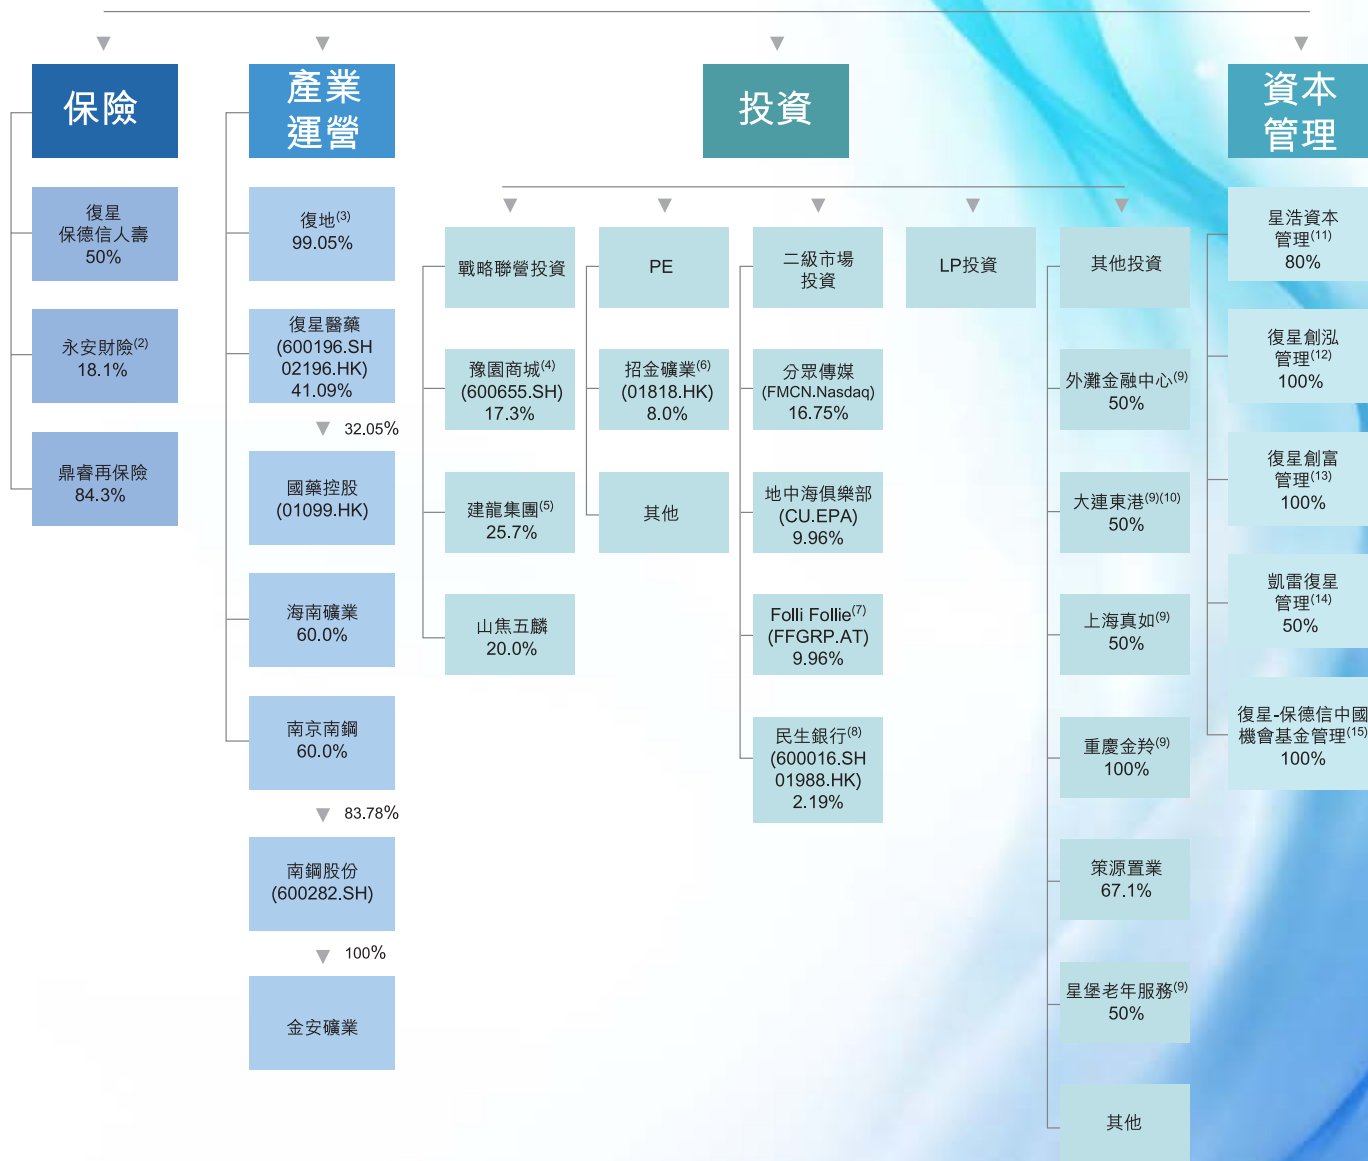 保險
復星
保德信人壽
50%
永安財險(2)
18.1%
鼎睿再保險
84.3%
產業
運營
復地(3)
99.05%
復星醫藥
(600196.SH
02196.HK)
41.09%
32.05%
國藥控股
(01099.HK)
海南礦業
60.0%
南京南鋼
60.0%
83.78%
南鋼股份
(600282.SH)
100%
金安礦業
投資
戰略聯營投資
豫園商城(4)
(600655.SH)
17.3%
建龍集團(5)
25.7%
山焦五麟
20.0%
PE
招金礦業(6)
(01818.HK)
8.0%
其他
二級市場
投資
分眾傳媒
(FMCN.Nasdaq)
16.75%
地中海俱樂部
(CU.EPA)
9.96%
Folli Follie(7)
(FFGRP.AT)
9.96%
民生銀行(8)
(600016.SH
01988.HK)
2.19%
LP投資
其他投資
外灘金融中心(9)
50%
大連東港(9)(10)
50%
上海真如(9)
50%
重慶金羚(9)
100%
策源置業
67.1%
星堡老年服務(9)
50%
其他
資本
管理
星浩資本
管理(11)
80%
復星創泓
管理(12)
100%
復星創富
管理(13)
100%
凱雷復星
管理(14)
50%
復星-保德信中國
機會基金管理(15)
100%